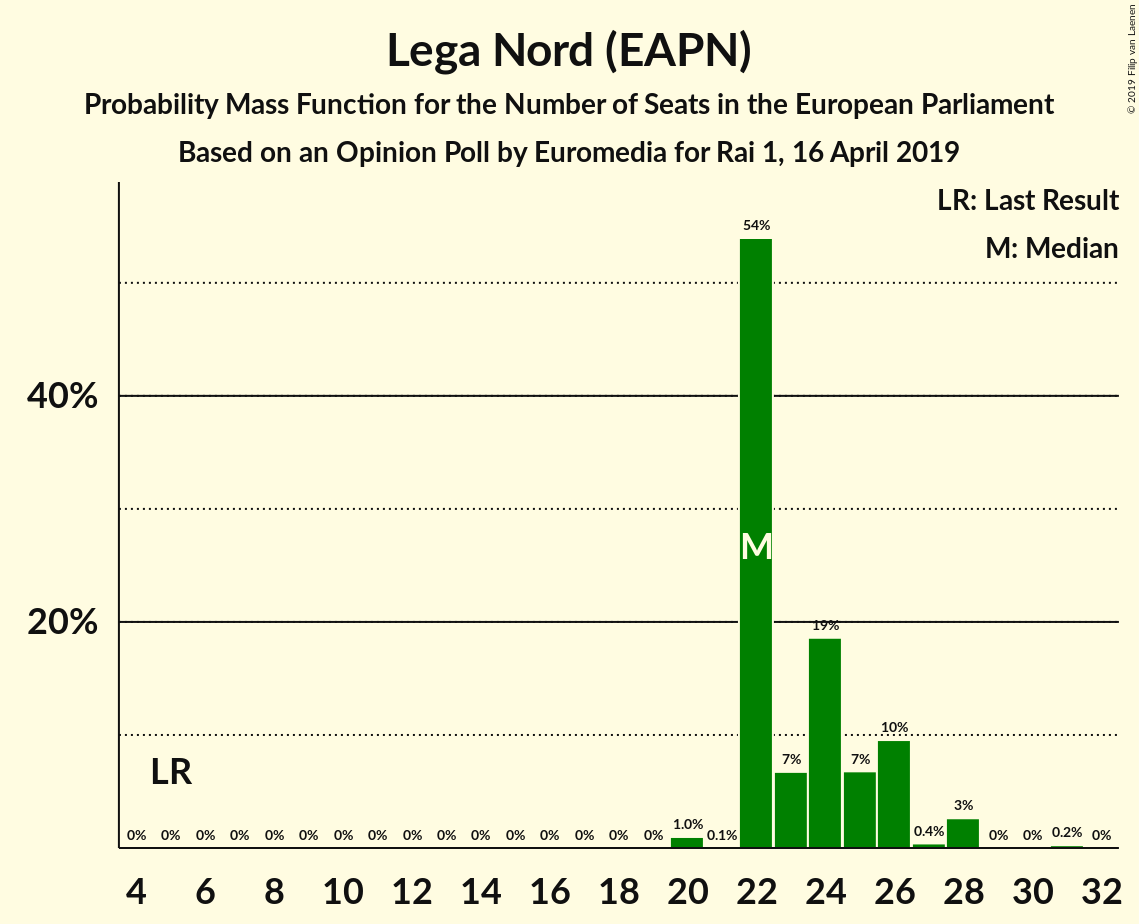 Lega Nord (EAPN)
Probability Mass Function for the Number of Seats in the European Parliament
Based on an Opinion Poll by Euromedia for Rai 1, 16 April 2019
© 2019 Filip van Laenen
LR: Last Result
M: Median
54%
40%
M
20%
19%
10%
7%
7%
LR
3%
0% 0% 0% 0% 0% 0% 0% 0% 0% 0% 0% 0% 0% 0% 0% 0% 1.0% 0.1% 0.4% 0% 0% 0.2% 0%
4 6 8 10 12 14 16 18 20 22 24 26 28 30 32